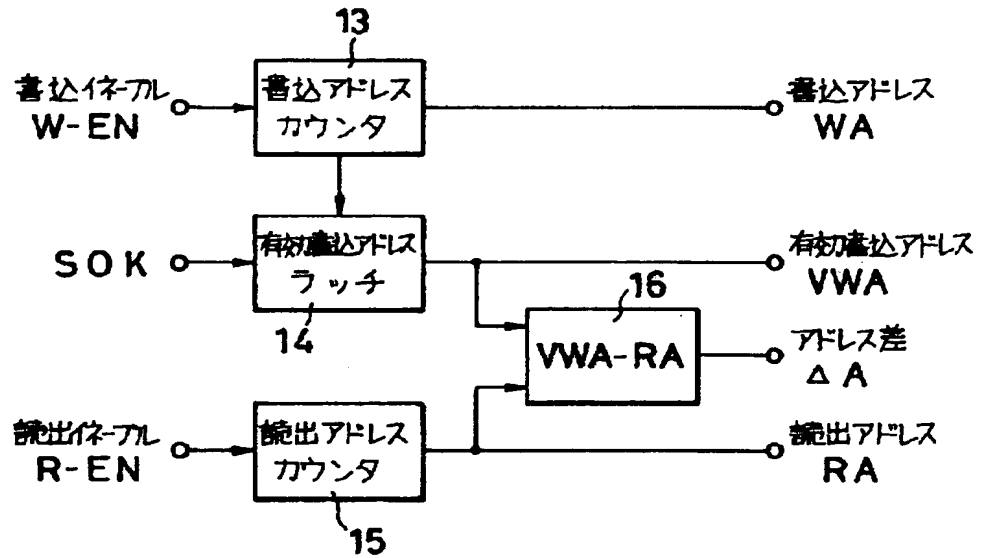 13
書込イネーブル
W-EN
書込アドレス
カウンタ
書込アドレス
WA
SOK
有効書込アドレス
ラッチ
14
有効書込アドレス
VWA
16
VWA-RA
アドレス差
△A
読出イネーブル
R-EN
読出アドレス
カウンタ
15
読出アドレス
RA